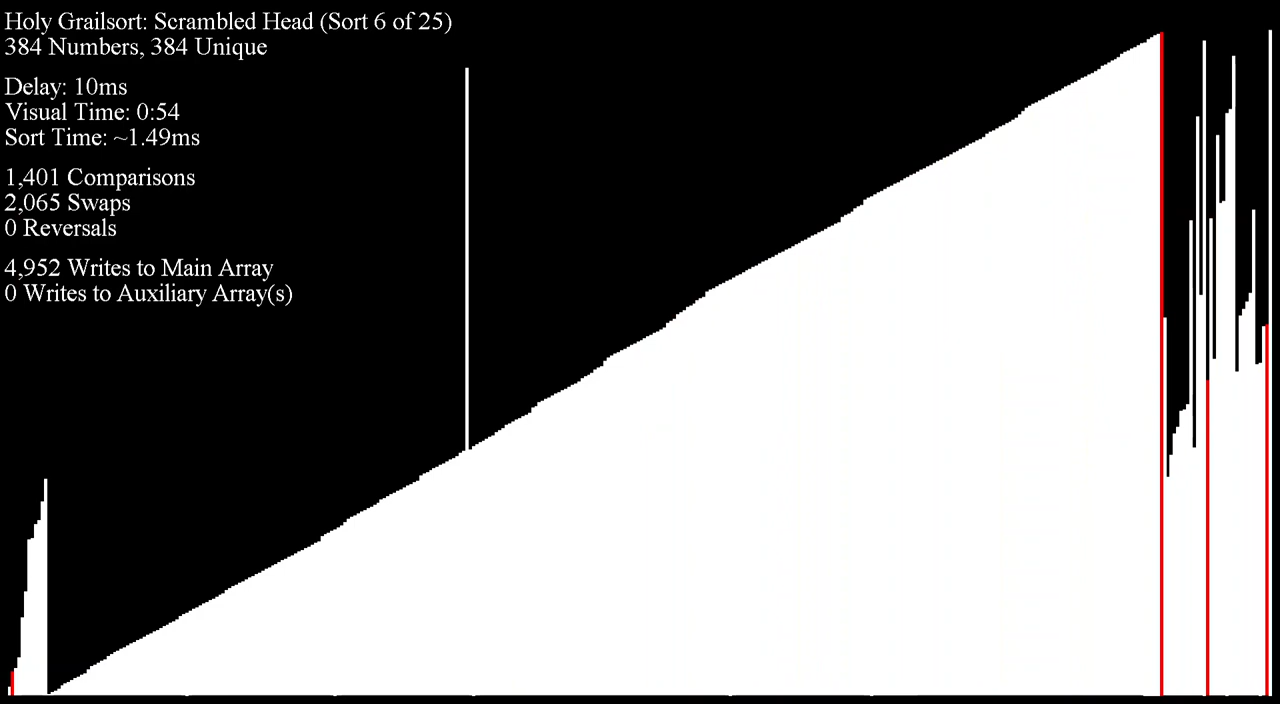 Holy Grailsort: Scrambled Head (Sort 6 of 25)
384 Numbers, 384 Unique
Delay: 10ms
Visual Time: 0:54
Sort Time: ~1.49ms
1,401 Comparisons
2,065 Swaps
0 Reversals
4,952 Writes to Main Array
0 Writes to Auxiliary Array(s)